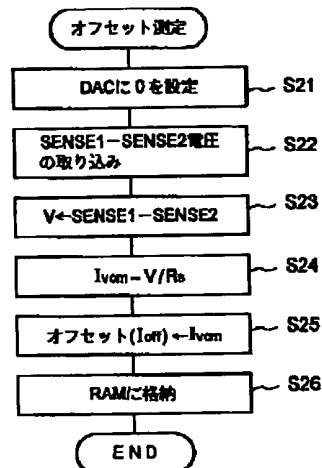 オフセット測定
DACに0を設定
S21
SENSE1-SENSE2電圧
の取り込み
S22
V←SENSE1-SENSE2
S23
Ivcm-V/Rs
S24
オフセット(Ioff)←Ivcm
S25
RAMに格納
S26
END